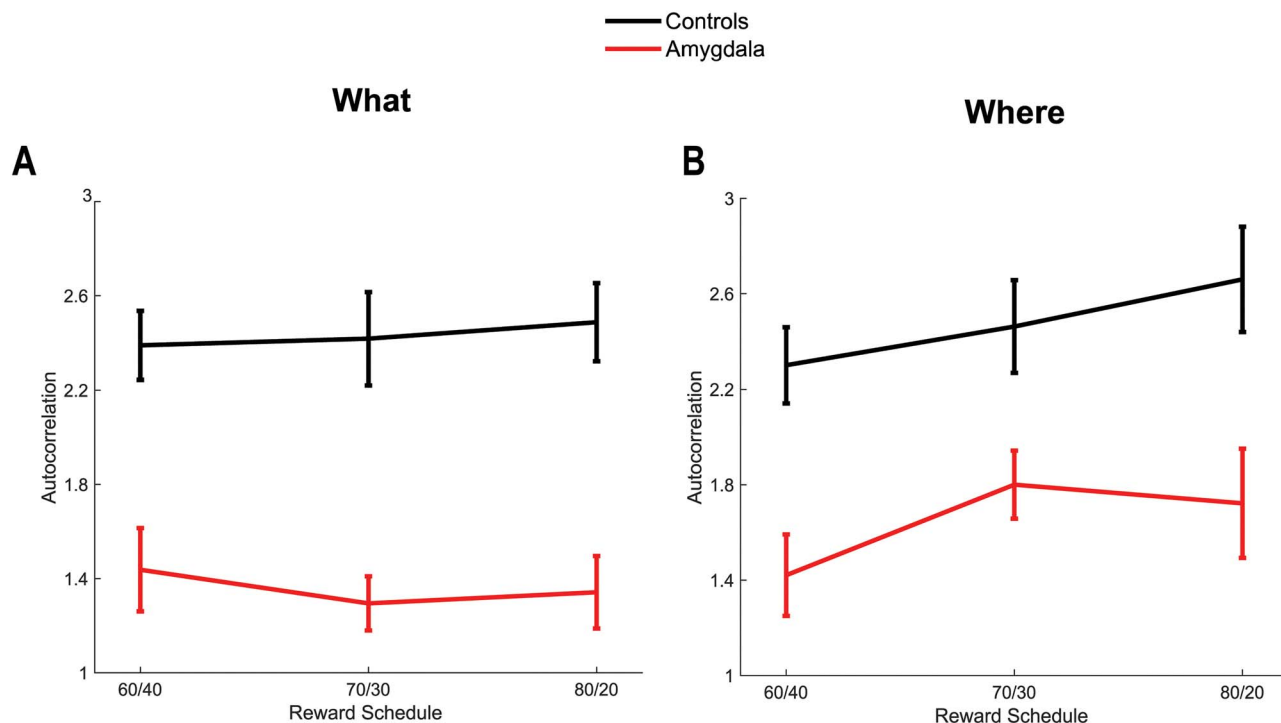 Controls
Amygdala
What
Where
A
B
3
2.6
2.2
1.8
1.4
1
Autocorrelation
60/40
70/30
80/20
Reward Schedule
3
2.6
2.2
1.8
1.4
1
Autocorrelation
60/40
70/30
80/20
Reward Schedule